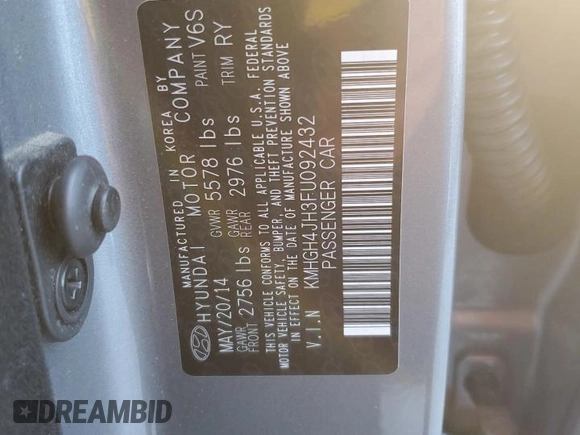 MANUFACTURED IN KOREA BY
HYUNDAI MOTOR COMPANY
MAY/20/14 GVWR 5578 lbs PAINT V6S
GAWR FRONT 2756 lbs GAWR REAR 2976 lbs TRIM RY
THIS VEHICLE CONFORMS TO ALL APPLICABLE U.S.A. FEDERAL
MOTOR VEHICLE SAFETY, BUMPER, AND THEFT PREVENTION STANDARDS
IN EFFECT ON THE DATE OF MANUFACTURE SHOWN ABOVE
V.I.N KMHGH4JH3FU092432
PASSENGER CAR
DREAMBID